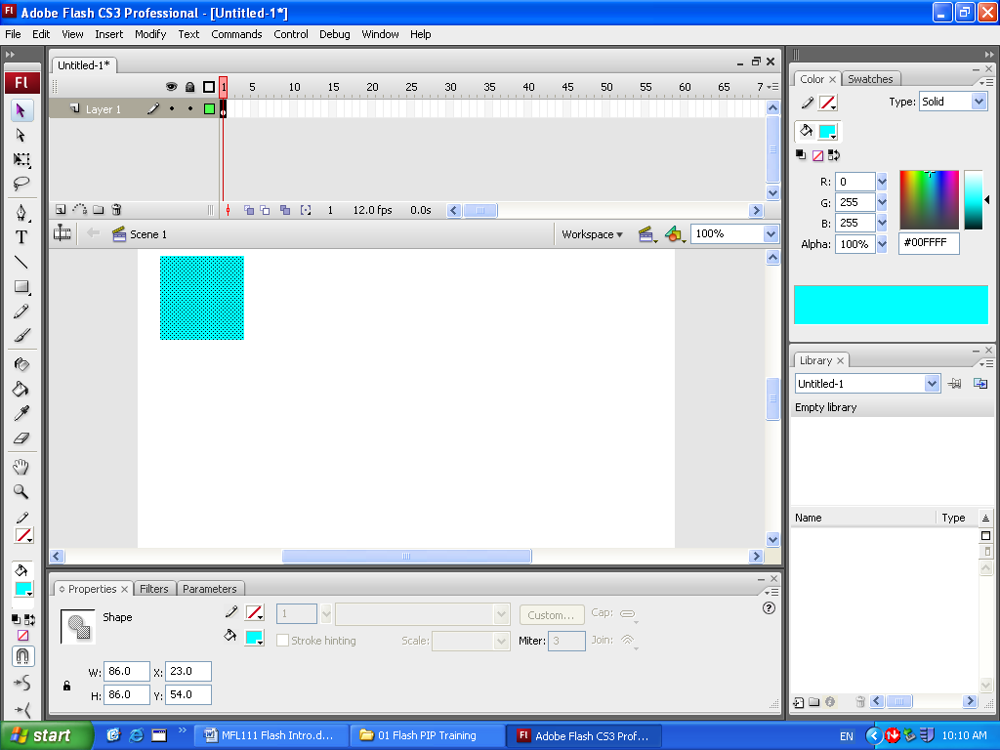 Adobe Flash CS3 Professional - [Untitled-1*]
File Edit View Insert Modify Text Commands Control Debug Window Help
Untitled-1*
1 5 10 15 20 25 30 35 40 45 50 55 60 65 7
Layer 1
1 12.0 fps 0.0s
Scene 1 Workspace 100%
Fl
T
Color Swatches
Type: Solid
R: 0
G: 255
B: 255
Alpha: 100% #00FFFF
Library
Untitled-1
Empty library
Name Type
Properties Filters Parameters
Shape 1 Custom... Cap:
Stroke hinting Scale: Miter: 3 Join:
W: 86.0 X: 23.0
H: 86.0 Y: 54.0
start MFL111 Flash Intro.d... 01 Flash PIP Training Fl Adobe Flash CS3 Prof... EN 10:10 AM